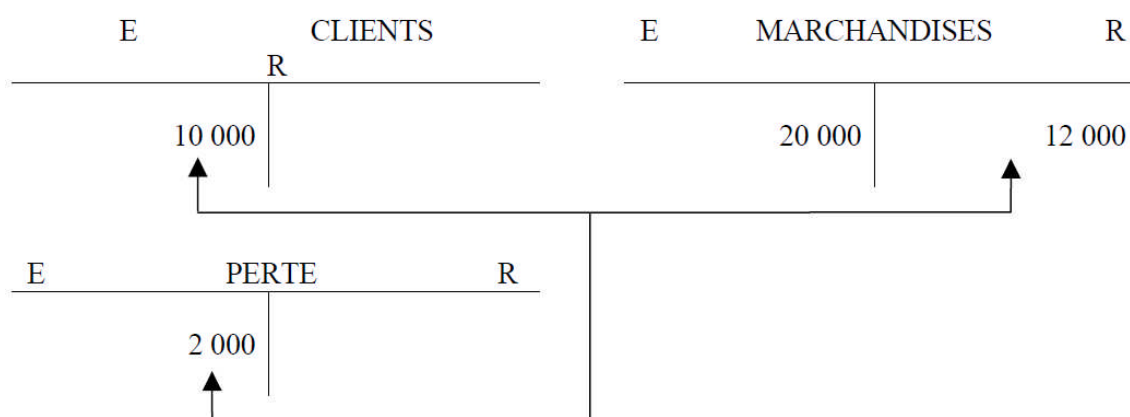 E CLIENTS R
10 000
E MARCHANDISES R
20 000 12 000
E PERTE R
2 000